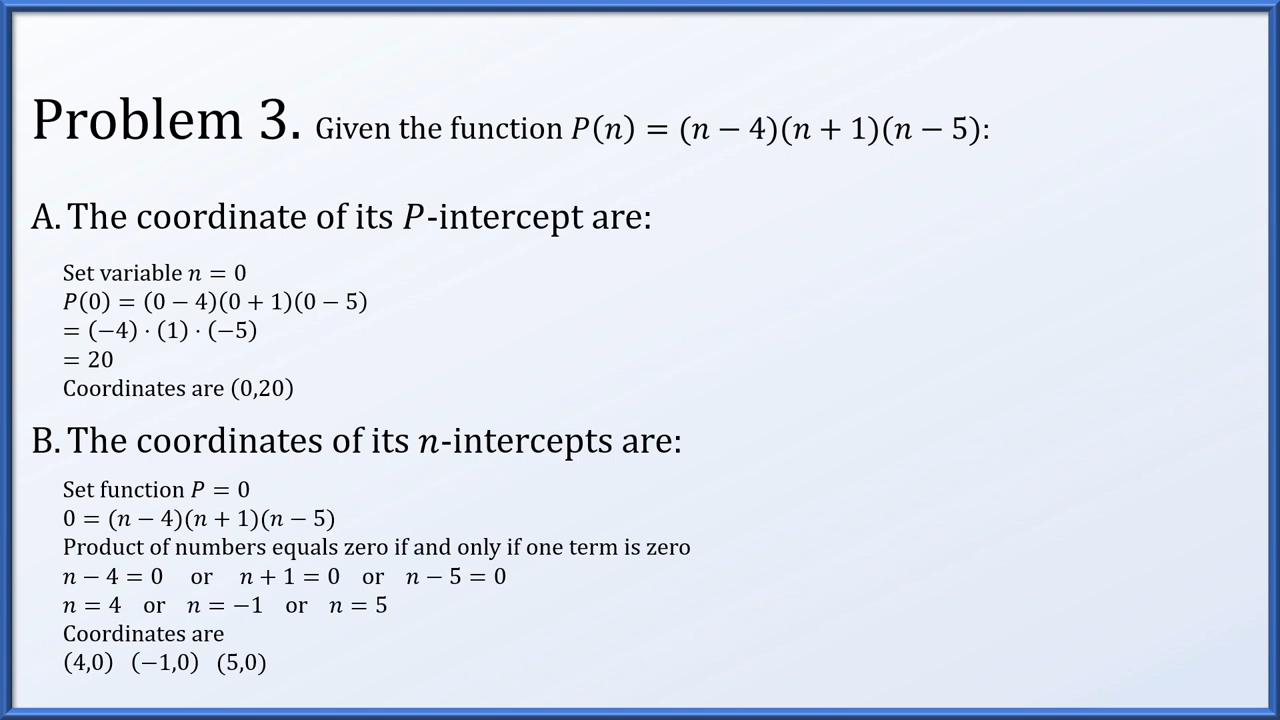 Problem 3. Given the function P(n) = (n − 4)(n + 1)(n − 5):
A. The coordinate of its P-intercept are:
Set variable n = 0
P(0) = (0 − 4)(0 + 1)(0 − 5)
= (−4) · (1) · (−5)
= 20
Coordinates are (0,20)
B. The coordinates of its n-intercepts are:
Set function P = 0
0 = (n − 4)(n + 1)(n − 5)
Product of numbers equals zero if and only if one term is zero
n − 4 = 0 or n + 1 = 0 or n − 5 = 0
n = 4 or n = −1 or n = 5
Coordinates are
(4,0) (−1,0) (5,0)